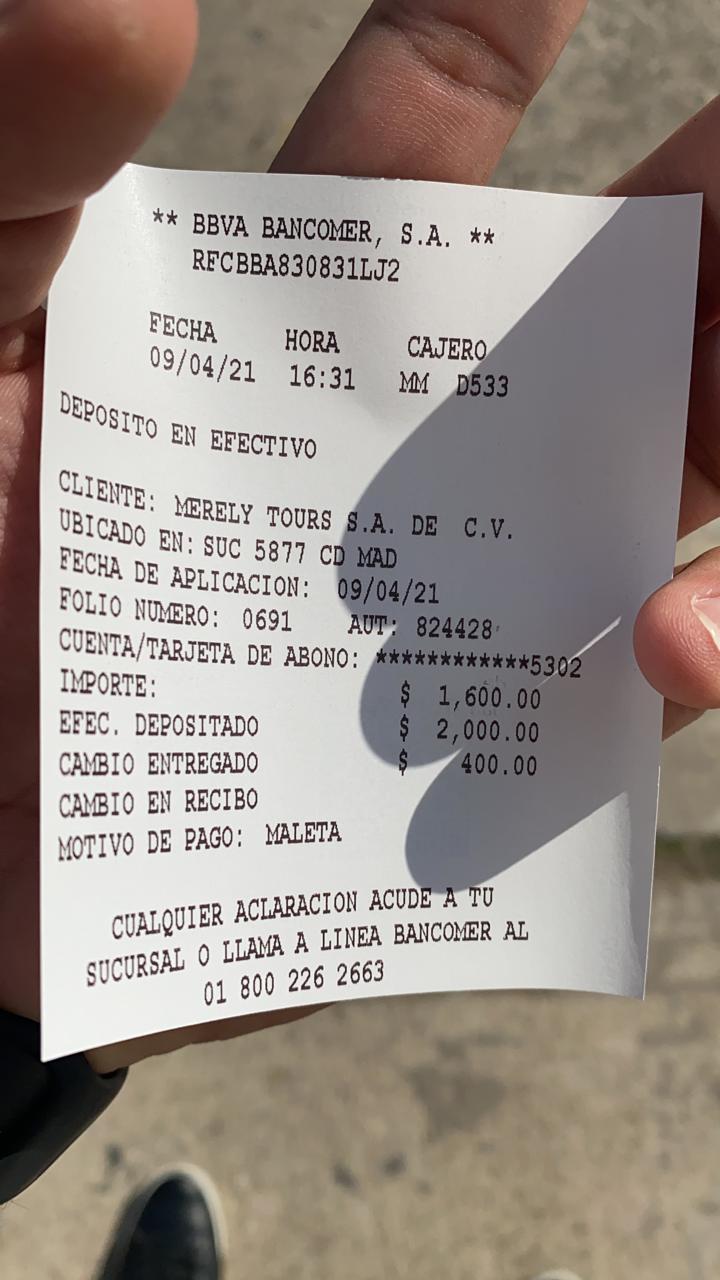 ** BBVA BANCOMER, S.A. **
RFCBBA830831LJ2
FECHA HORA CAJERO
09/04/21 16:31 MM D533
DEPOSITO EN EFECTIVO
CLIENTE: MERELY TOURS S.A. DE C.V.
UBICADO EN: SUC 5877 CD MAD
FECHA DE APLICACION: 09/04/21
FOLIO NUMERO: 0691 AUT: 824428
CUENTA/TARJETA DE ABONO: ************5302
IMPORTE: $ 1,600.00
EFEC. DEPOSITADO $ 2,000.00
CAMBIO ENTREGADO $ 400.00
CAMBIO EN RECIBO
MOTIVO DE PAGO: MALETA
CUALQUIER ACLARACION ACUDE A TU
SUCURSAL O LLAMA A LINEA BANCOMER AL
01 800 226 2663